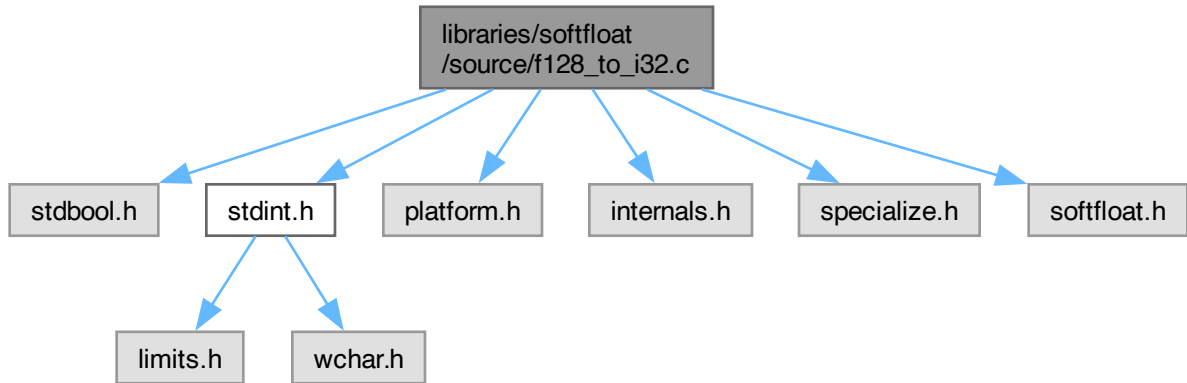 libraries/softfloat
/source/f128_to_i32.c
stdbool.h
stdint.h
platform.h
internals.h
specialize.h
softfloat.h
limits.h
wchar.h